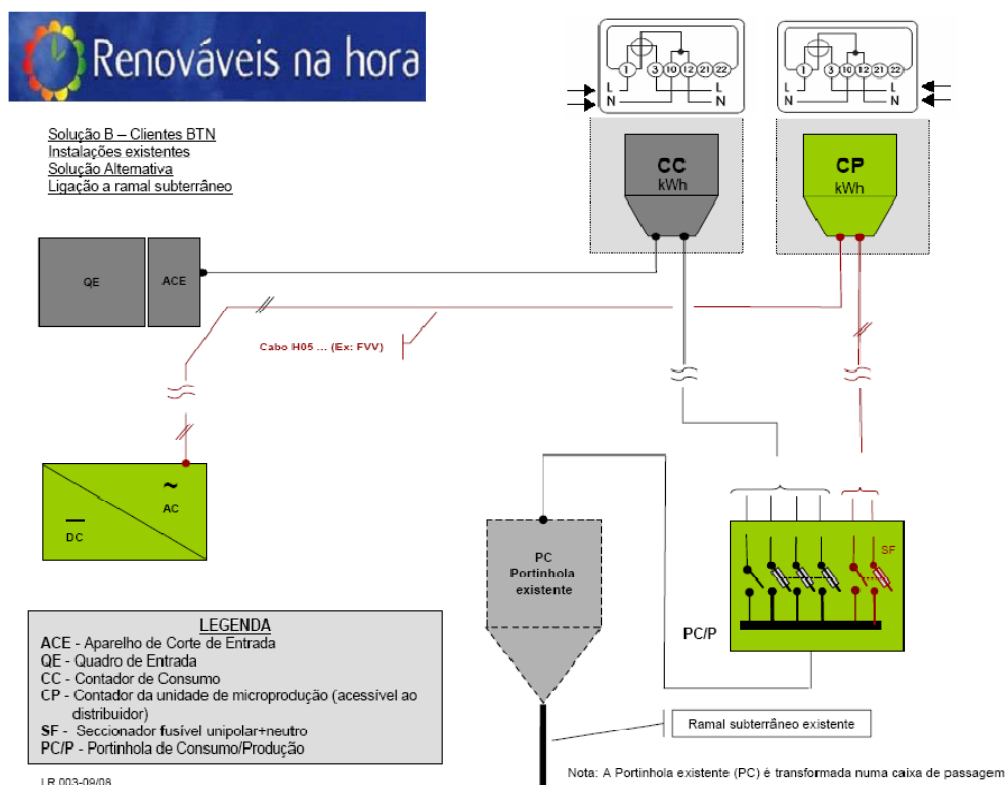 Renováveis na hora
1 3 10 12 21 22
L L
N N
1 3 10 12 21 22
L L
N N
Solução B – Clientes BTN
Instalações existentes
Solução Alternativa
Ligação a ramal subterrâneo
CC
kWh
CP
kWh
QE
ACE
Cabo H05 ... (Ex: FVV)
~
AC
DC
PC
Portinhola
existente
SF
PC/P
LEGENDA
ACE - Aparelho de Corte de Entrada
QE - Quadro de Entrada
CC - Contador de Consumo
CP - Contador da unidade de microprodução (acessível ao
distribuidor)
SF - Seccionador fusível unipolar+neutro
PC/P - Portinhola de Consumo/Produção
Ramal subterrâneo existente
Nota: A Portinhola existente (PC) é transformada numa caixa de passagem
LR 003-09/08